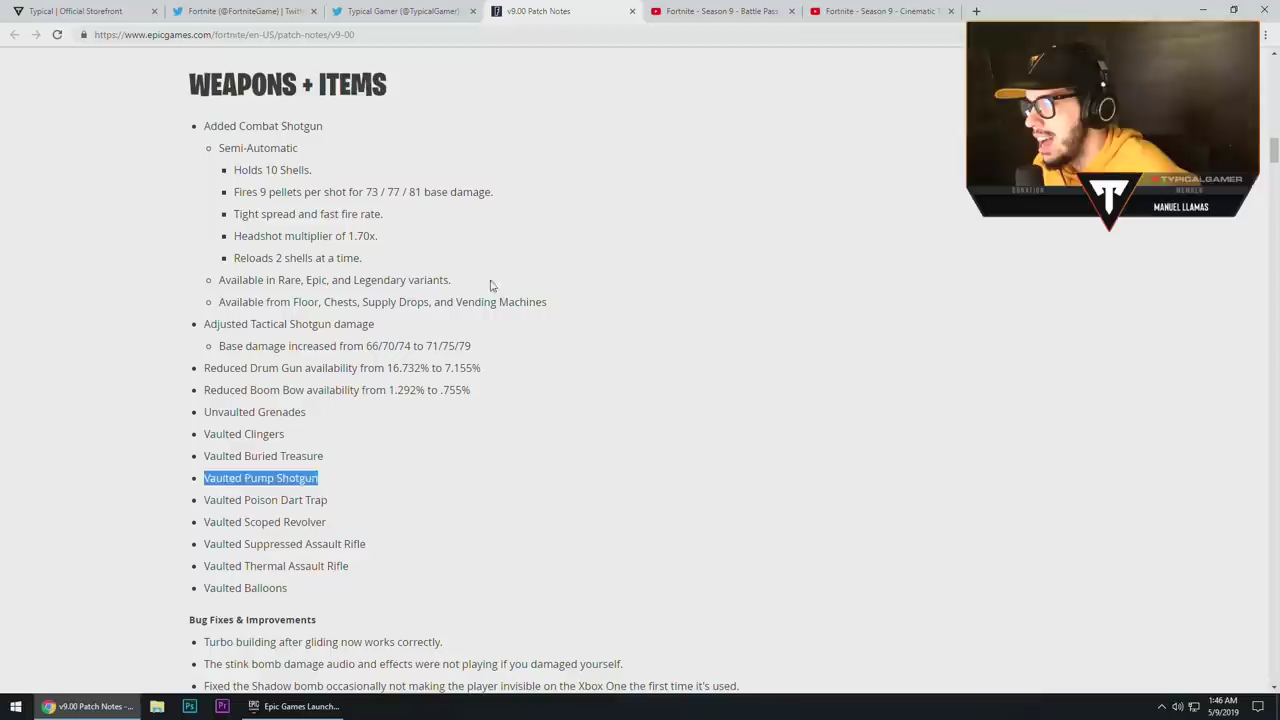 Typical | Official Storefront
Fortnite (@FortniteGame) | Twitt
Typical Gamer (@TypicalGamer)
v9.00 Patch Notes
Fortnite - Season 9 - Battle Pass
Fortnite - Season 9 - Cinematic T
https://www.epicgames.com/fortnite/en-US/patch-notes/v9-00
WEAPONS + ITEMS
Added Combat Shotgun
Semi-Automatic
Holds 10 Shells.
Fires 9 pellets per shot for 73 / 77 / 81 base damage.
Tight spread and fast fire rate.
Headshot multiplier of 1.70x.
Reloads 2 shells at a time.
Available in Rare, Epic, and Legendary variants.
Available from Floor, Chests, Supply Drops, and Vending Machines
Adjusted Tactical Shotgun damage
Base damage increased from 66/70/74 to 71/75/79
Reduced Drum Gun availability from 16.732% to 7.155%
Reduced Boom Bow availability from 1.292% to .755%
Unvaulted Grenades
Vaulted Clingers
Vaulted Buried Treasure
Vaulted Pump Shotgun
Vaulted Poison Dart Trap
Vaulted Scoped Revolver
Vaulted Suppressed Assault Rifle
Vaulted Thermal Assault Rifle
Vaulted Balloons
Bug Fixes & Improvements
Turbo building after gliding now works correctly.
The stink bomb damage audio and effects were not playing if you damaged yourself.
Fixed the Shadow bomb occasionally not making the player invisible on the Xbox One the first time it's used.
TYPICALGAMER
DONATION
MEMBER
MANUEL LLAMAS
v9.00 Patch Notes -...
Ps
Pr
Epic Games Launch...
1:46 AM
5/9/2019